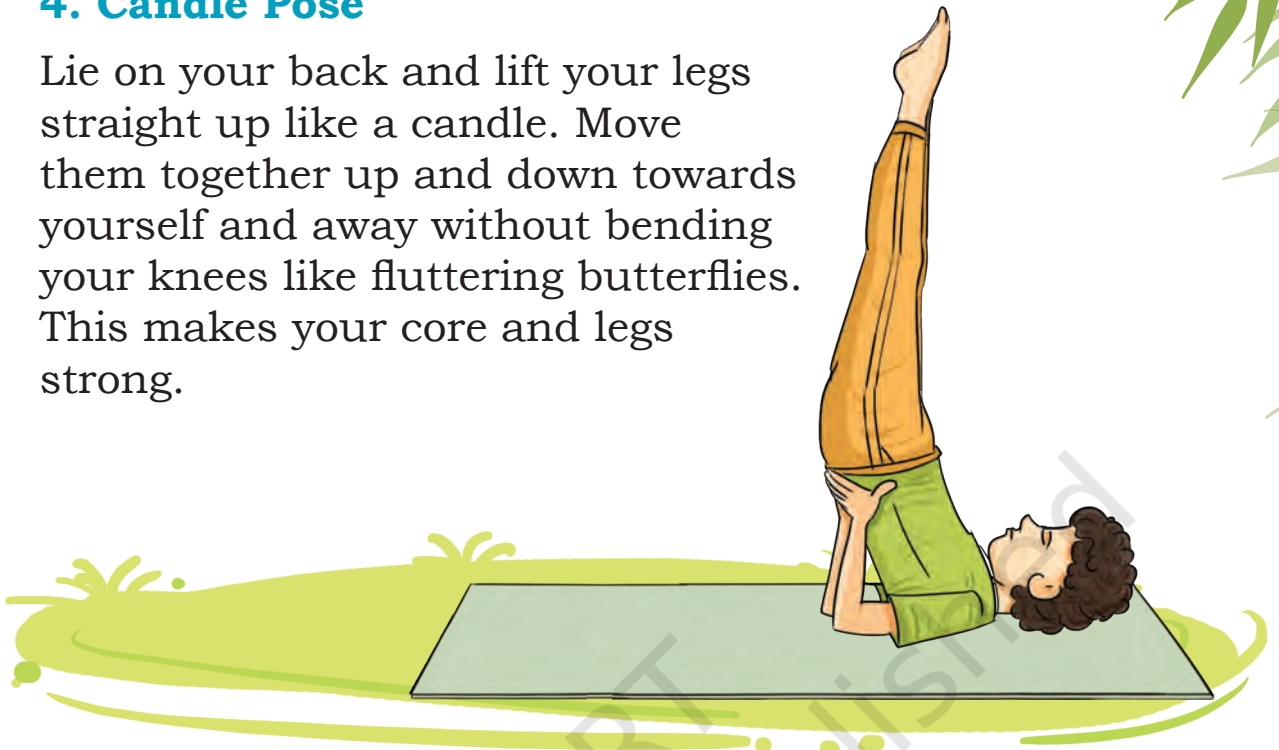 4. Candle Pose
Lie on your back and lift your legs
straight up like a candle. Move
them together up and down towards
yourself and away without bending
your knees like fluttering butterflies.
This makes your core and legs
strong.